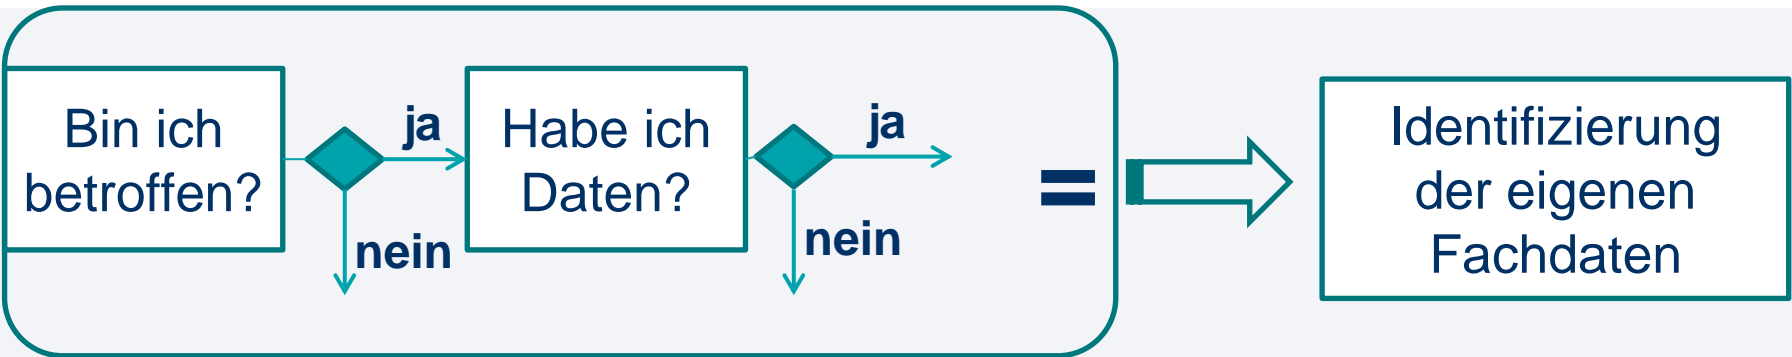 Bin ich
betroffen?
ja
nein
Habe ich
Daten?
ja
nein
=
Identifizierung
der eigenen
Fachdaten